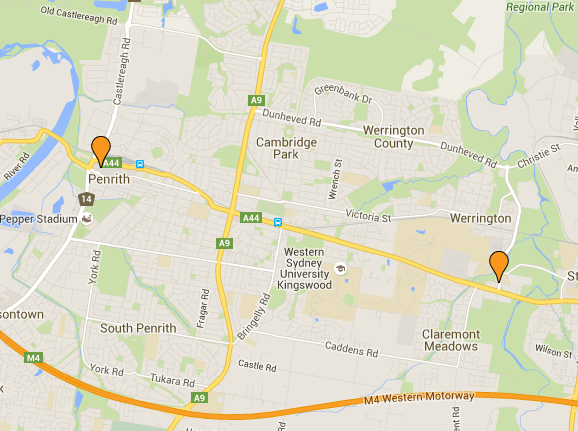 Regional Park
Old Castlereagh Rd
Castlereagh Rd
Greenbank Dr
A9
Dunheved Rd
Cambridge
Park
Werrington
County
Dunheved Rd
Christie St
River Rd
A44
Penrith
Wrench St
14
Pepper Stadium
A44
Victoria St
Werrington
A9
Western
Sydney
University
Kingswood
York Rd
Fragar Rd
Bringelly Rd
South Penrith
Claremont
Meadows
Caddens Rd
Wilson St
M4
Castle Rd
York Rd
Tukara Rd
A9
M4 Western Motorway